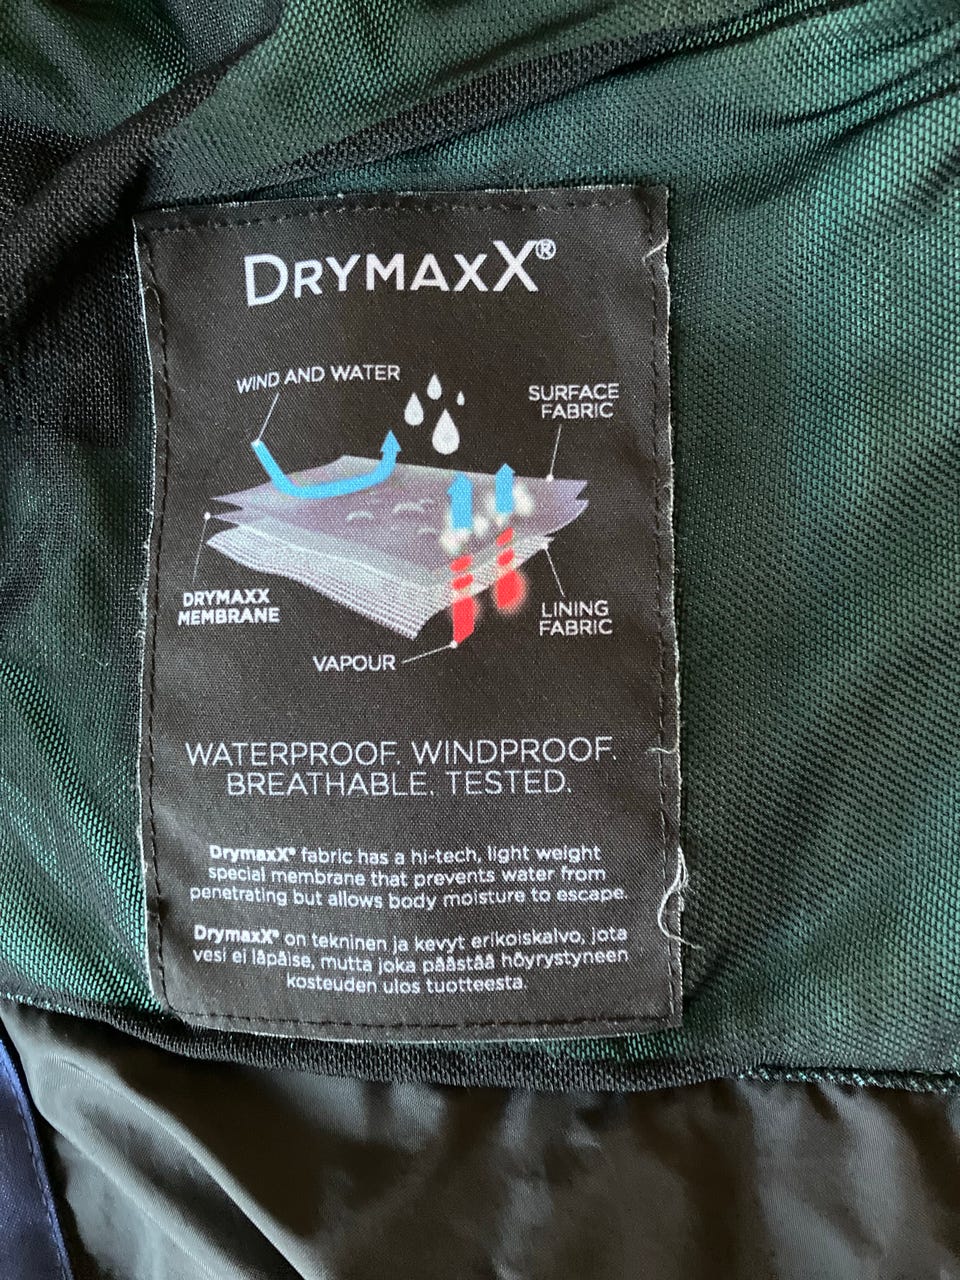 DRYMAXX®
WIND AND WATER
SURFACE
FABRIC
DRYMAXX
MEMBRANE
LINING
FABRIC
VAPOUR
WATERPROOF. WINDPROOF.
BREATHABLE. TESTED.
DrymaxX® fabric has a hi-tech, light weight
special membrane that prevents water from
penetrating but allows body moisture to escape.
DrymaxX® on tekninen ja kevyt erikoiskalvo, jota
vesi ei läpäise, mutta joka päästää höyrystyneen
kosteuden ulos tuotteesta.